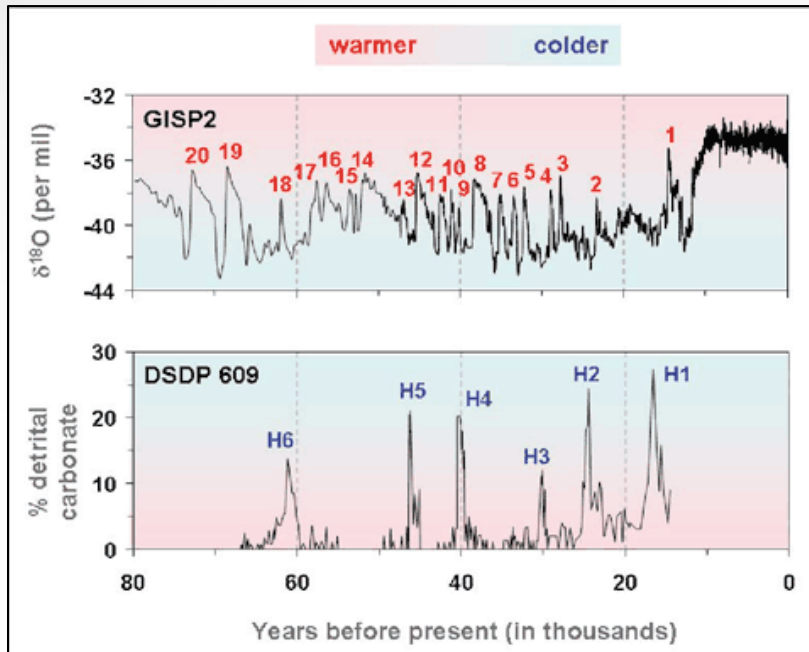 warmer colder
-32
GISP2
-36
-40
-44
δ¹⁸O (per mil)
20 19 18 17 16 15 14 13 12 11 10 9 8 7 6 5 4 3 2 1
30
DSDP 609
20
10
0
% detrital
carbonate
H6 H5 H4 H3 H2 H1
80 60 40 20 0
Years before present (in thousands)